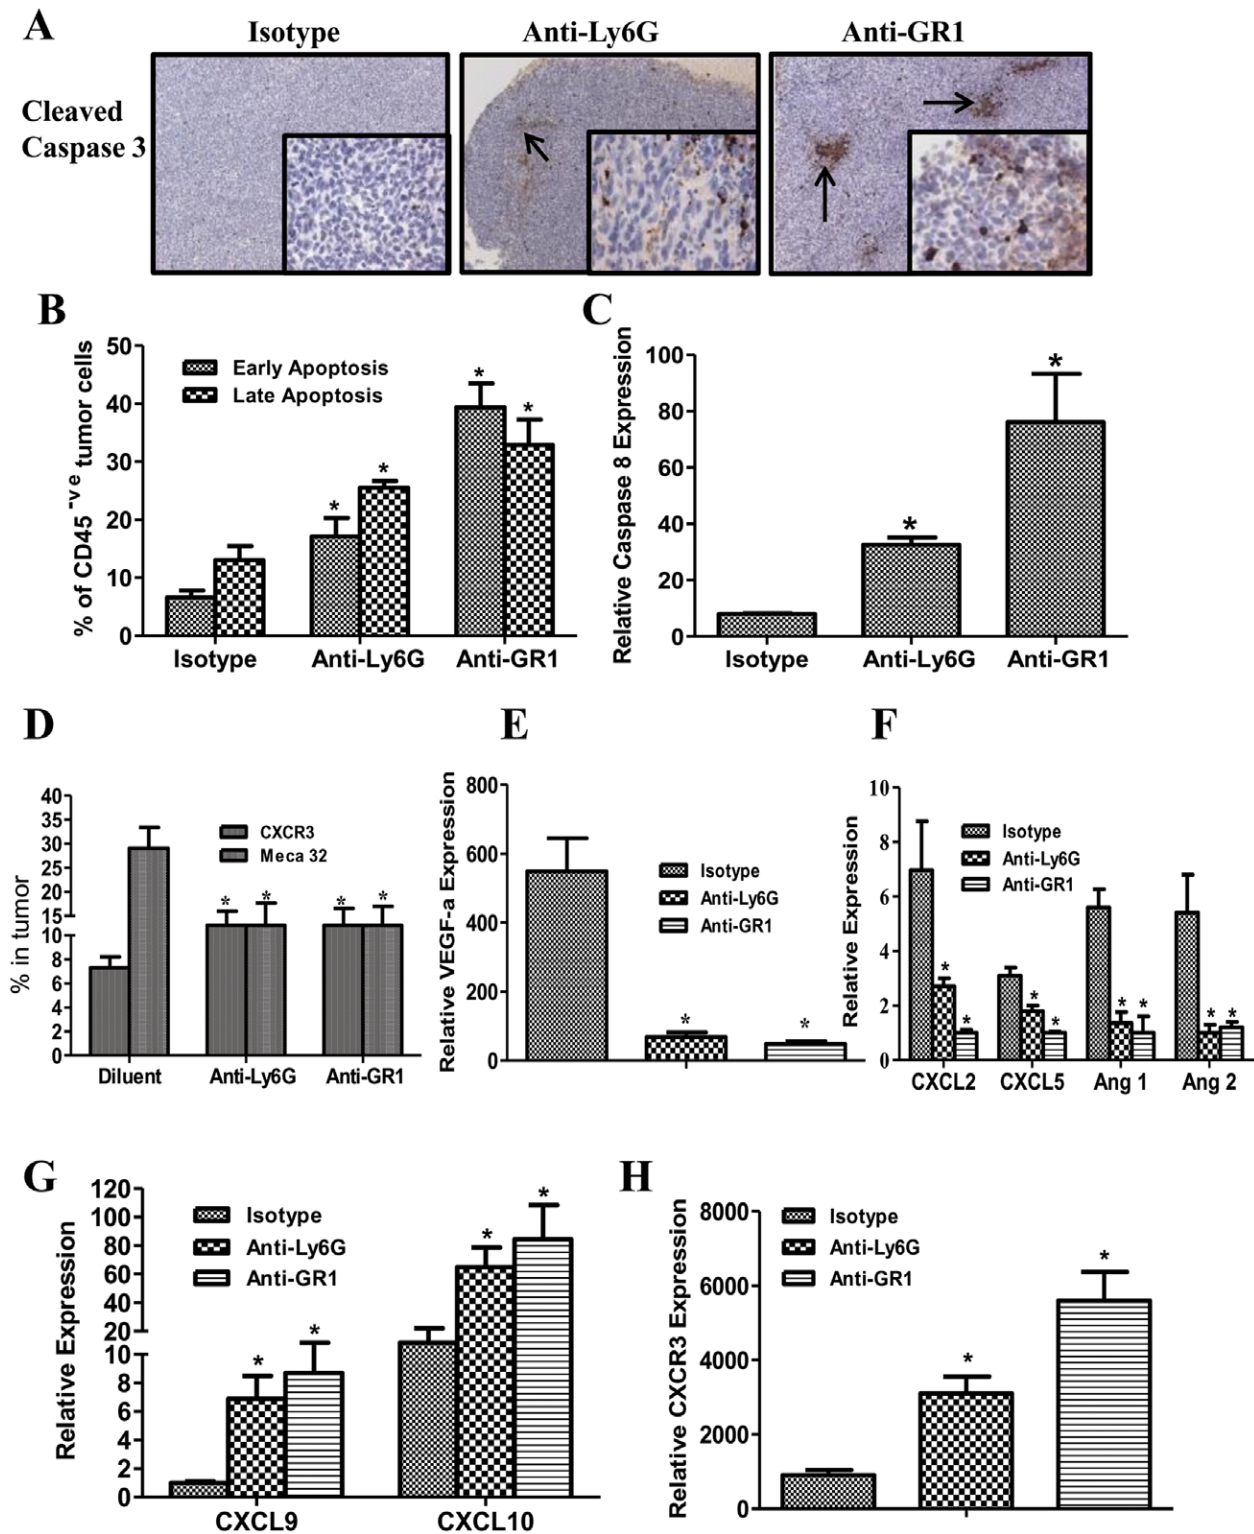 A
Isotype
Anti-Ly6G
Anti-GR1
Cleaved
Caspase 3
B
% of CD45 -ve tumor cells
50
40
30
20
10
0
Early Apoptosis
Late Apoptosis
*
*
*
*
Isotype
Anti-Ly6G
Anti-GR1
C
Relative Caspase 8 Expression
100
80
60
40
20
0
*
*
Isotype
Anti-Ly6G
Anti-GR1
D
% in tumor
40
35
30
25
20
15
10
8
6
4
2
0
CXCR3
Meca 32
*
*
*
*
Diluent
Anti-Ly6G
Anti-GR1
E
Relative VEGF-a Expression
800
600
400
200
0
Isotype
Anti-Ly6G
Anti-GR1
*
*
F
Relative Expression
10
8
6
4
2
0
Isotype
Anti-Ly6G
Anti-GR1
*
*
*
*
*
*
*
*
CXCL2
CXCL5
Ang 1
Ang 2
G
Relative Expression
120
100
80
60
40
20
10
8
6
4
2
0
Isotype
Anti-Ly6G
Anti-GR1
*
*
*
*
CXCL9
CXCL10
H
Relative CXCR3 Expression
8000
6000
4000
2000
0
Isotype
Anti-Ly6G
Anti-GR1
*
*